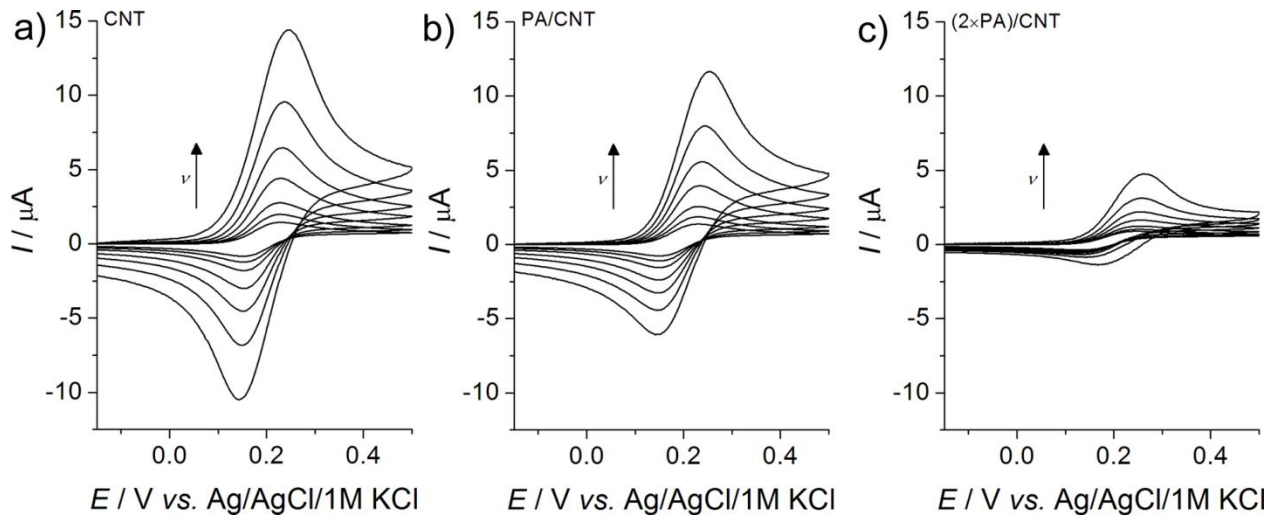 a)
CNT
15
10
5
0
-5
-10
I / µA
ν
0.0 0.2 0.4
E / V vs. Ag/AgCl/1M KCl
b)
PA/CNT
15
10
5
0
-5
-10
I / µA
ν
0.0 0.2 0.4
E / V vs. Ag/AgCl/1M KCl
c)
(2×PA)/CNT
15
10
5
0
-5
-10
I / µA
ν
0.0 0.2 0.4
E / V vs. Ag/AgCl/1M KCl